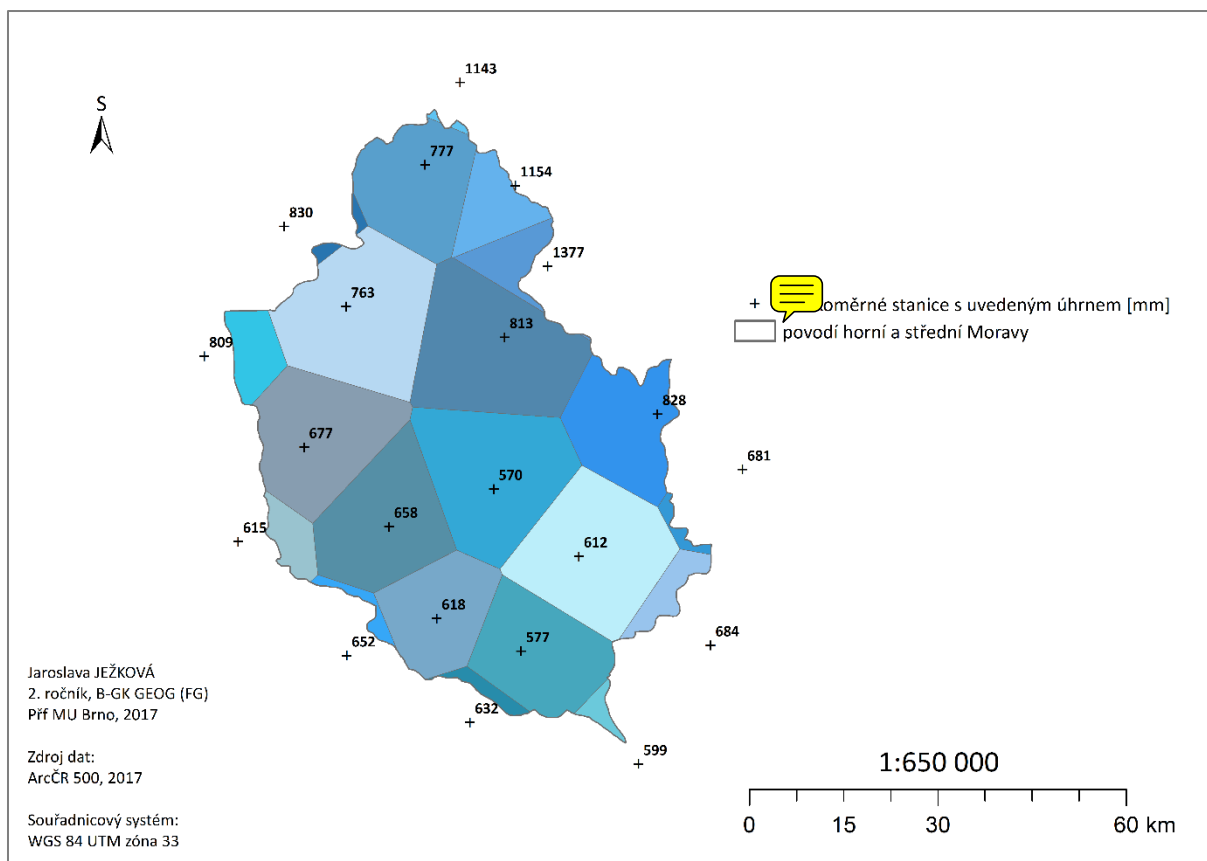 1143
S
777
1154
830
1377
763
813
809
828
677
681
570
658
615
612
618
684
577
652
632
599
oměrné stanice s uvedeným úhrnem [mm]
povodí horní a střední Moravy
Jaroslava JEŽKOVÁ
2. ročník, B-GK GEOG (FG)
Přf MU Brno, 2017
Zdroj dat:
ArcČR 500, 2017
Souřadnicový systém:
WGS 84 UTM zóna 33
1:650 000
0 15 30 60 km